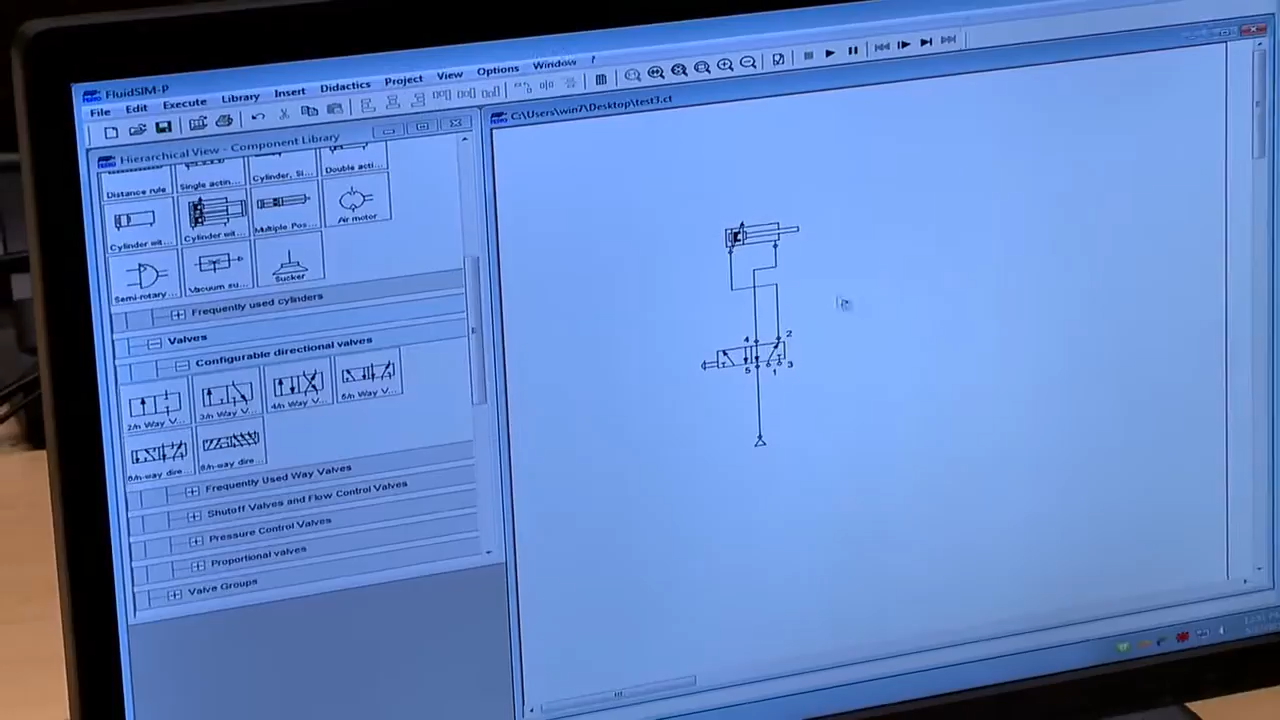 FluidSIM-P
File Edit Execute Library Insert Didactics Project View Options Window ?
Hierarchical View - Component Library
C:\Users\win7\Desktop\test3.ct
Distance rule
Single actin...
Cylinder, Si...
Double acti...
Cylinder wit...
Cylinder wit...
Multiple Pos...
Air motor
Semi-rotary...
Vacuum su...
Sucker
Frequently used cylinders
Valves
Configurable directional valves
2/n Way V...
3/n Way V...
4/n Way V...
5/n Way V...
6/n-way dire...
8/n-way dire...
Frequently Used Way Valves
Shutoff Valves and Flow Control Valves
Pressure Control Valves
Proportional valves
Valve Groups
4 2
5 1 3